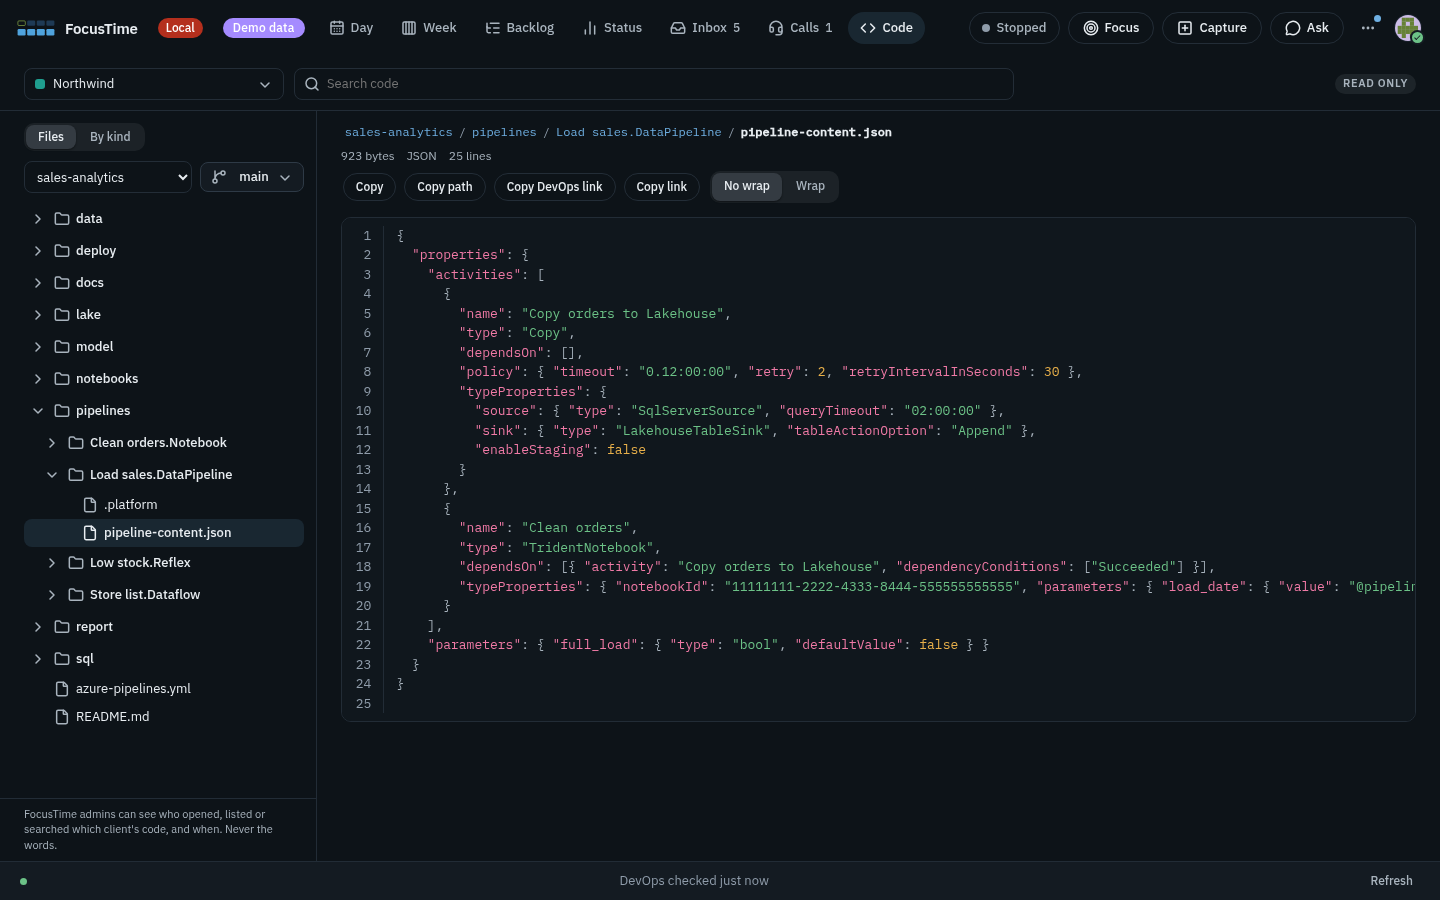 FocusTime Local Demo data Day Week Backlog Status Inbox 5 Calls 1 Code Stopped Focus Capture Ask
Northwind Search code READ ONLY
Files By kind
sales-analytics main
data
deploy
docs
lake
model
notebooks
pipelines
Clean orders.Notebook
Load sales.DataPipeline
.platform
pipeline-content.json
Low stock.Reflex
Store list.Dataflow
report
sql
azure-pipelines.yml
README.md
FocusTime admins can see who opened, listed or
searched which client's code, and when. Never the
words.
sales-analytics / pipelines / Load sales.DataPipeline / pipeline-content.json
923 bytes JSON 25 lines
Copy Copy path Copy DevOps link Copy link No wrap Wrap
1 {
2 "properties": {
3 "activities": [
4 {
5 "name": "Copy orders to Lakehouse",
6 "type": "Copy",
7 "dependsOn": [],
8 "policy": { "timeout": "0.12:00:00", "retry": 2, "retryIntervalInSeconds": 30 },
9 "typeProperties": {
10 "source": { "type": "SqlServerSource", "queryTimeout": "02:00:00" },
11 "sink": { "type": "LakehouseTableSink", "tableActionOption": "Append" },
12 "enableStaging": false
13 }
14 },
15 {
16 "name": "Clean orders",
17 "type": "TridentNotebook",
18 "dependsOn": [{ "activity": "Copy orders to Lakehouse", "dependencyConditions": ["Succeeded"] }],
19 "typeProperties": { "notebookId": "11111111-2222-4333-8444-555555555555", "parameters": { "load_date": { "value": "@pipelin
20 }
21 ],
22 "parameters": { "full_load": { "type": "bool", "defaultValue": false } }
23 }
24 }
25
DevOps checked just now Refresh